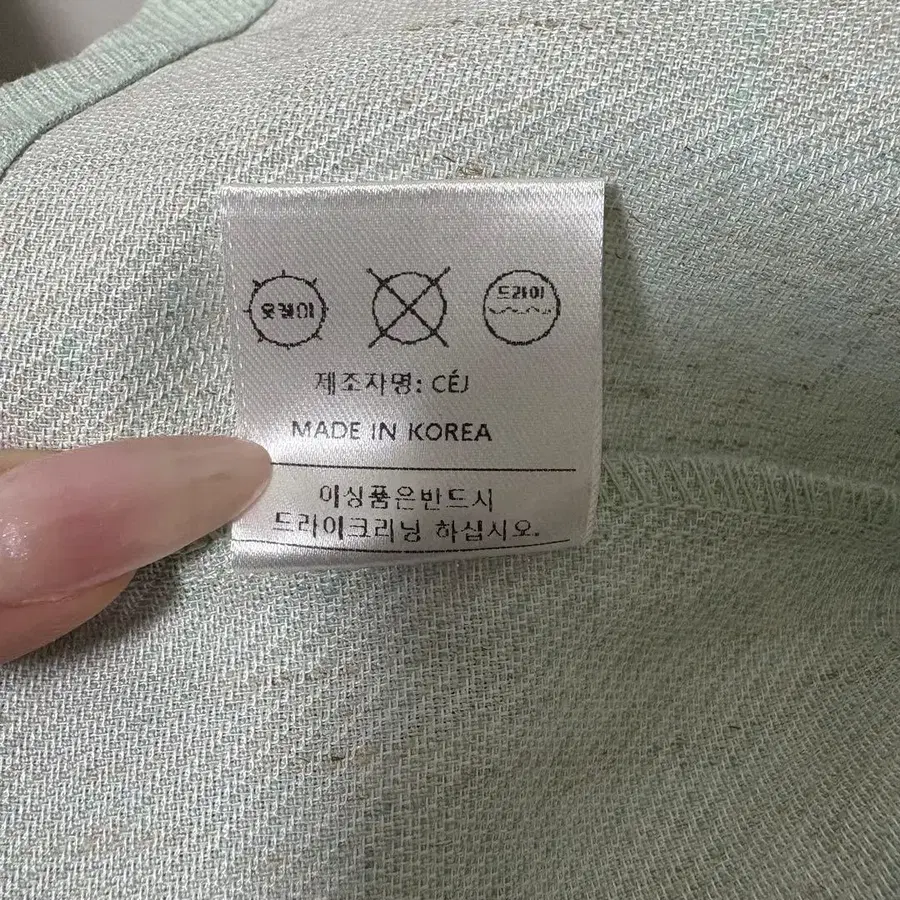 옷걸이 드라이
제조자명: CÉJ
MADE IN KOREA
이싱품은반드시
드라이크리닝 하십시오.